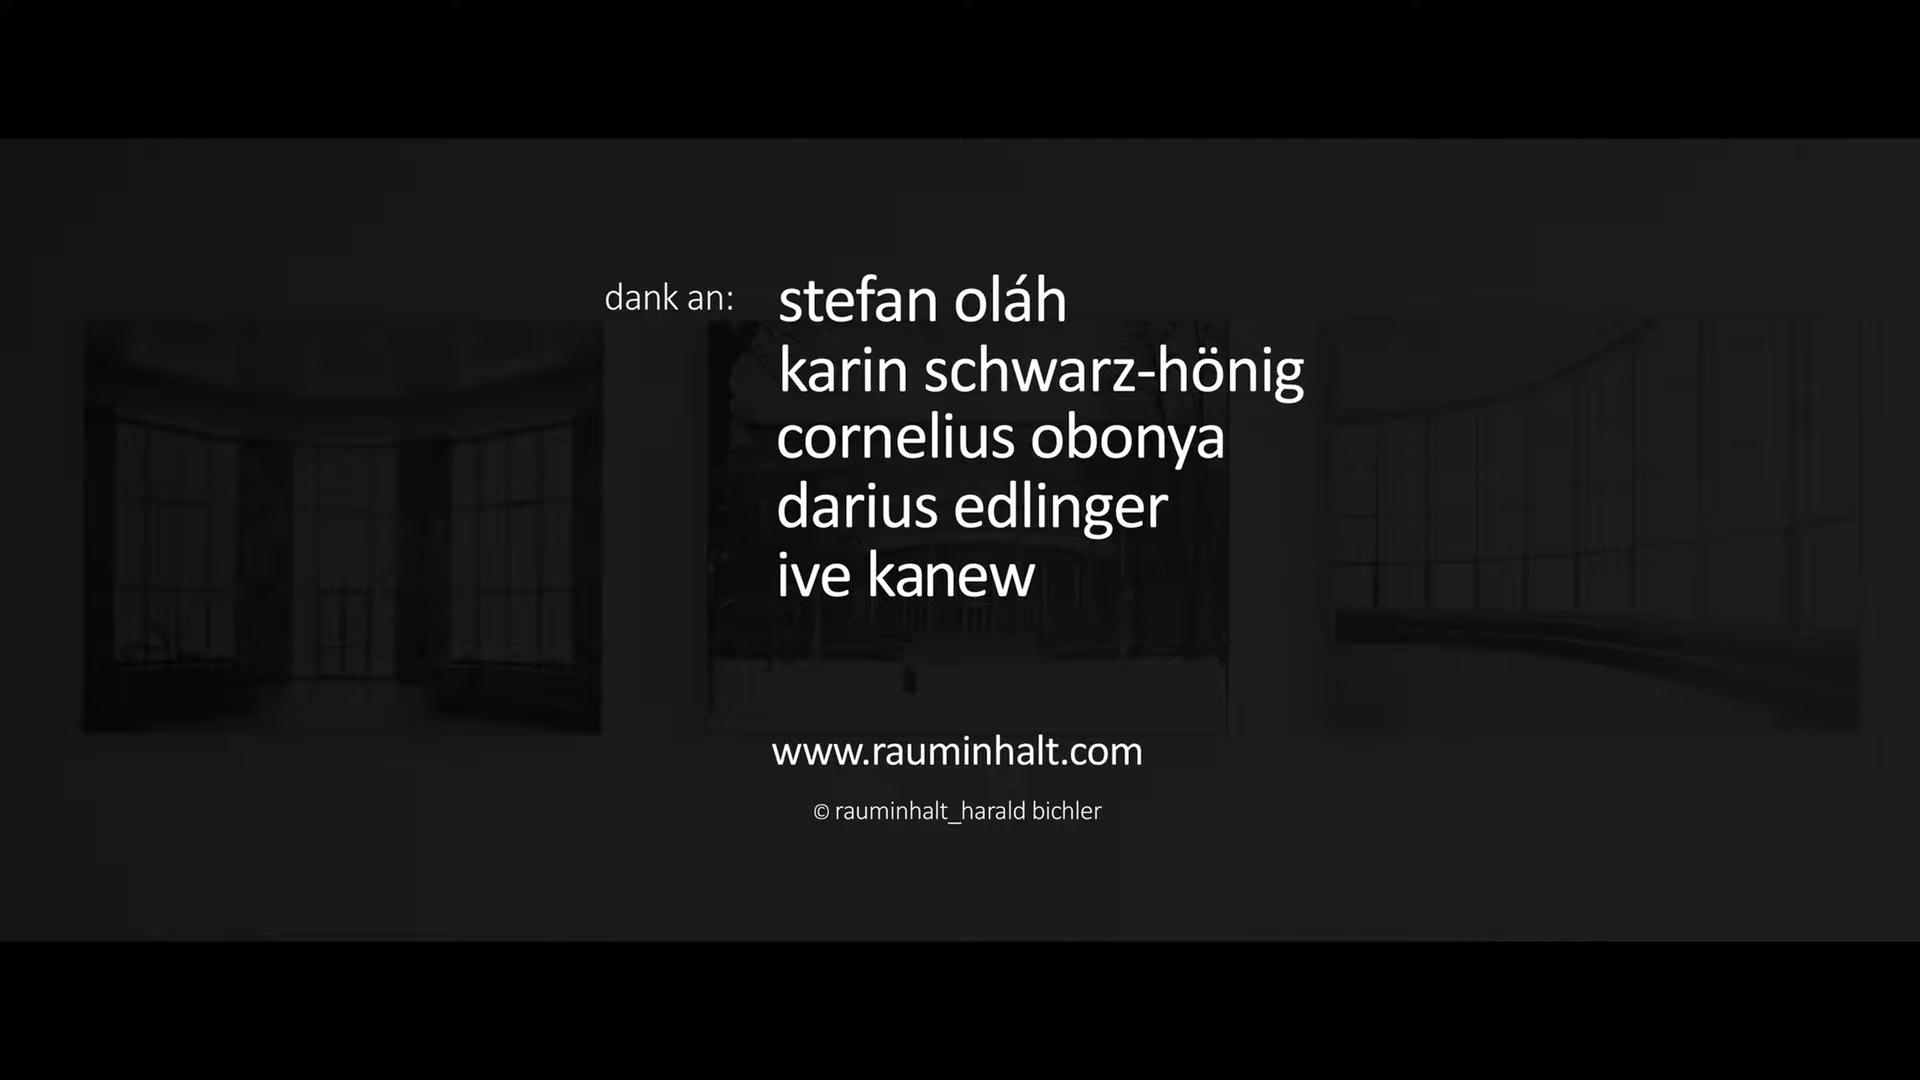 dank an: stefan oláh
karin schwarz-hönig
cornelius obonya
darius edlinger
ive kanew
www.rauminhalt.com
© rauminhalt_harald bichler